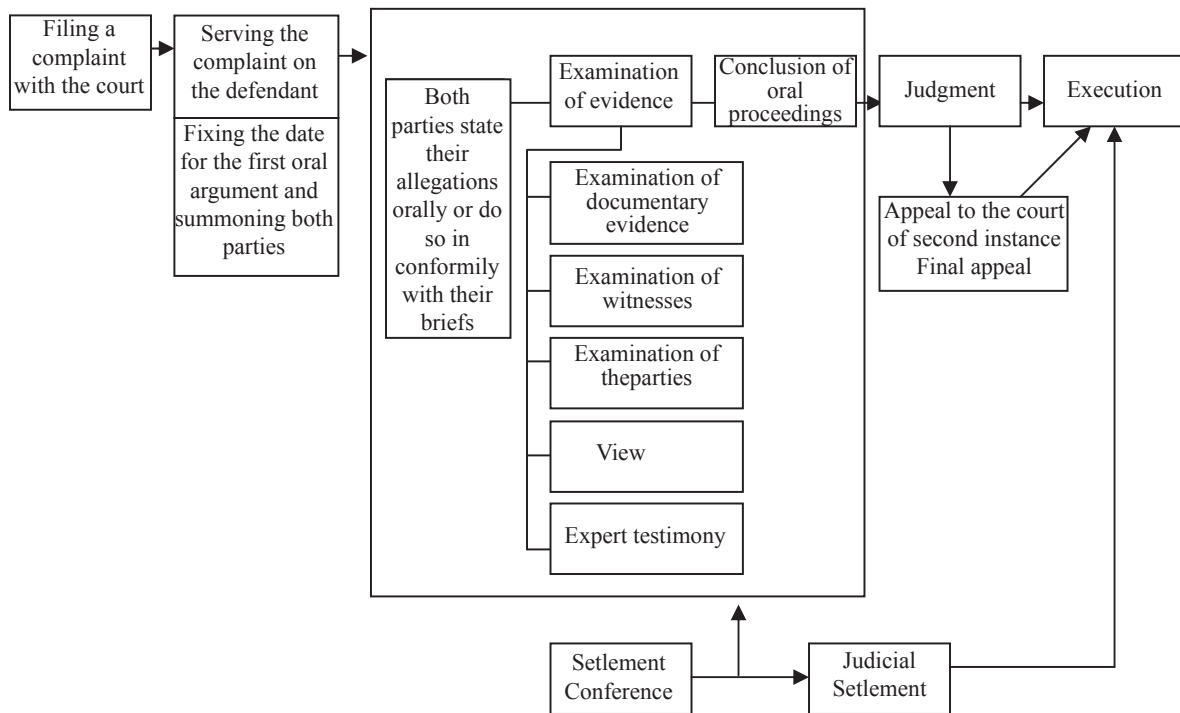 Filing a
complaint
with the court
Serving the
complaint on
the defendant
Fixing the date
for the first oral
argument and
summoning both
parties
Both
parties state
their
allegations
orally or do
so in
conformily
with their
briefs
Examination
of evidence
Examination of
documentary
evidence
Examination of
witnesses
Examination of
theparties
View
Expert testimony
Conclusion of
oral
proceedings
Judgment
Execution
Appeal to the court
of second instance
Final appeal
Setlement
Conference
Judicial
Setlement